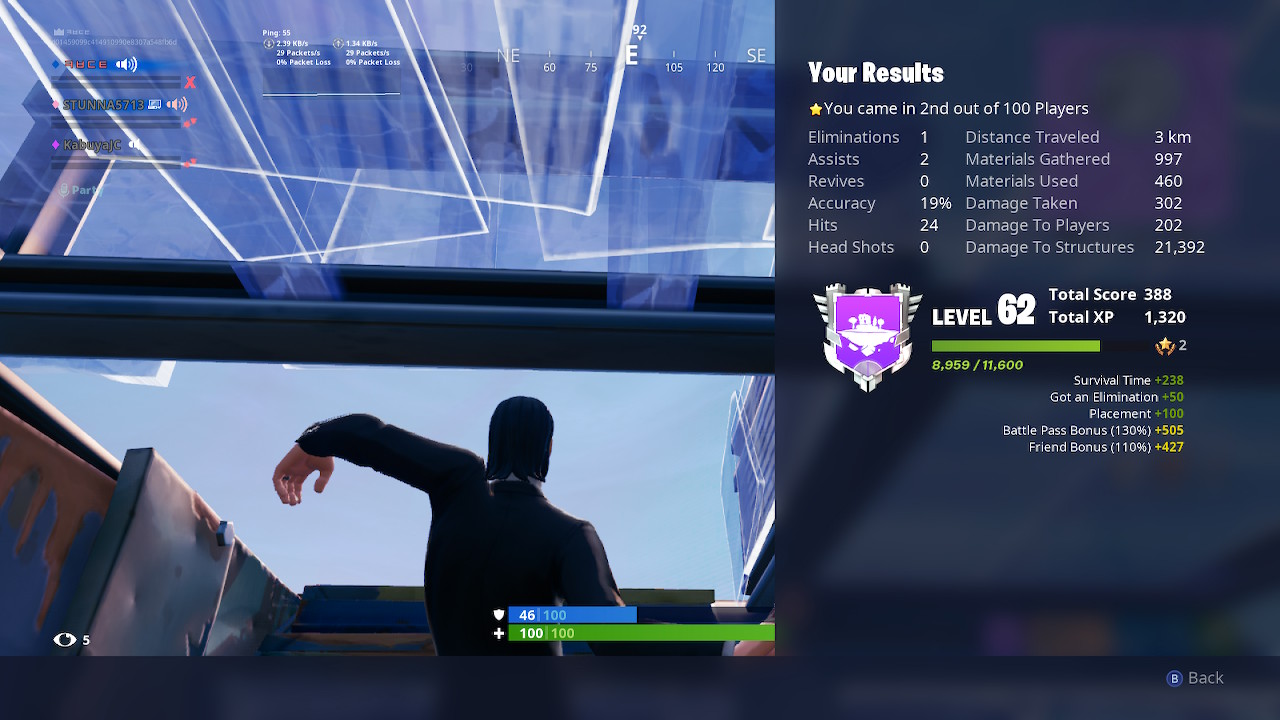 Ping: 55
2.39 KB/s 1.34 KB/s
29 Packets/s 29 Packets/s
0% Packet Loss 0% Packet Loss
92
NE E SE
30 60 75 105 120
STUNNA5713
KabuyaJC
Party
5
46 | 100
100 | 100
Your Results
You came in 2nd out of 100 Players
Eliminations 1 Distance Traveled 3 km
Assists 2 Materials Gathered 997
Revives 0 Materials Used 460
Accuracy 19% Damage Taken 302
Hits 24 Damage To Players 202
Head Shots 0 Damage To Structures 21,392
LEVEL 62
Total Score 388
Total XP 1,320
2
8,959 / 11,600
Survival Time +238
Got an Elimination +50
Placement +100
Battle Pass Bonus (130%) +505
Friend Bonus (110%) +427
B Back